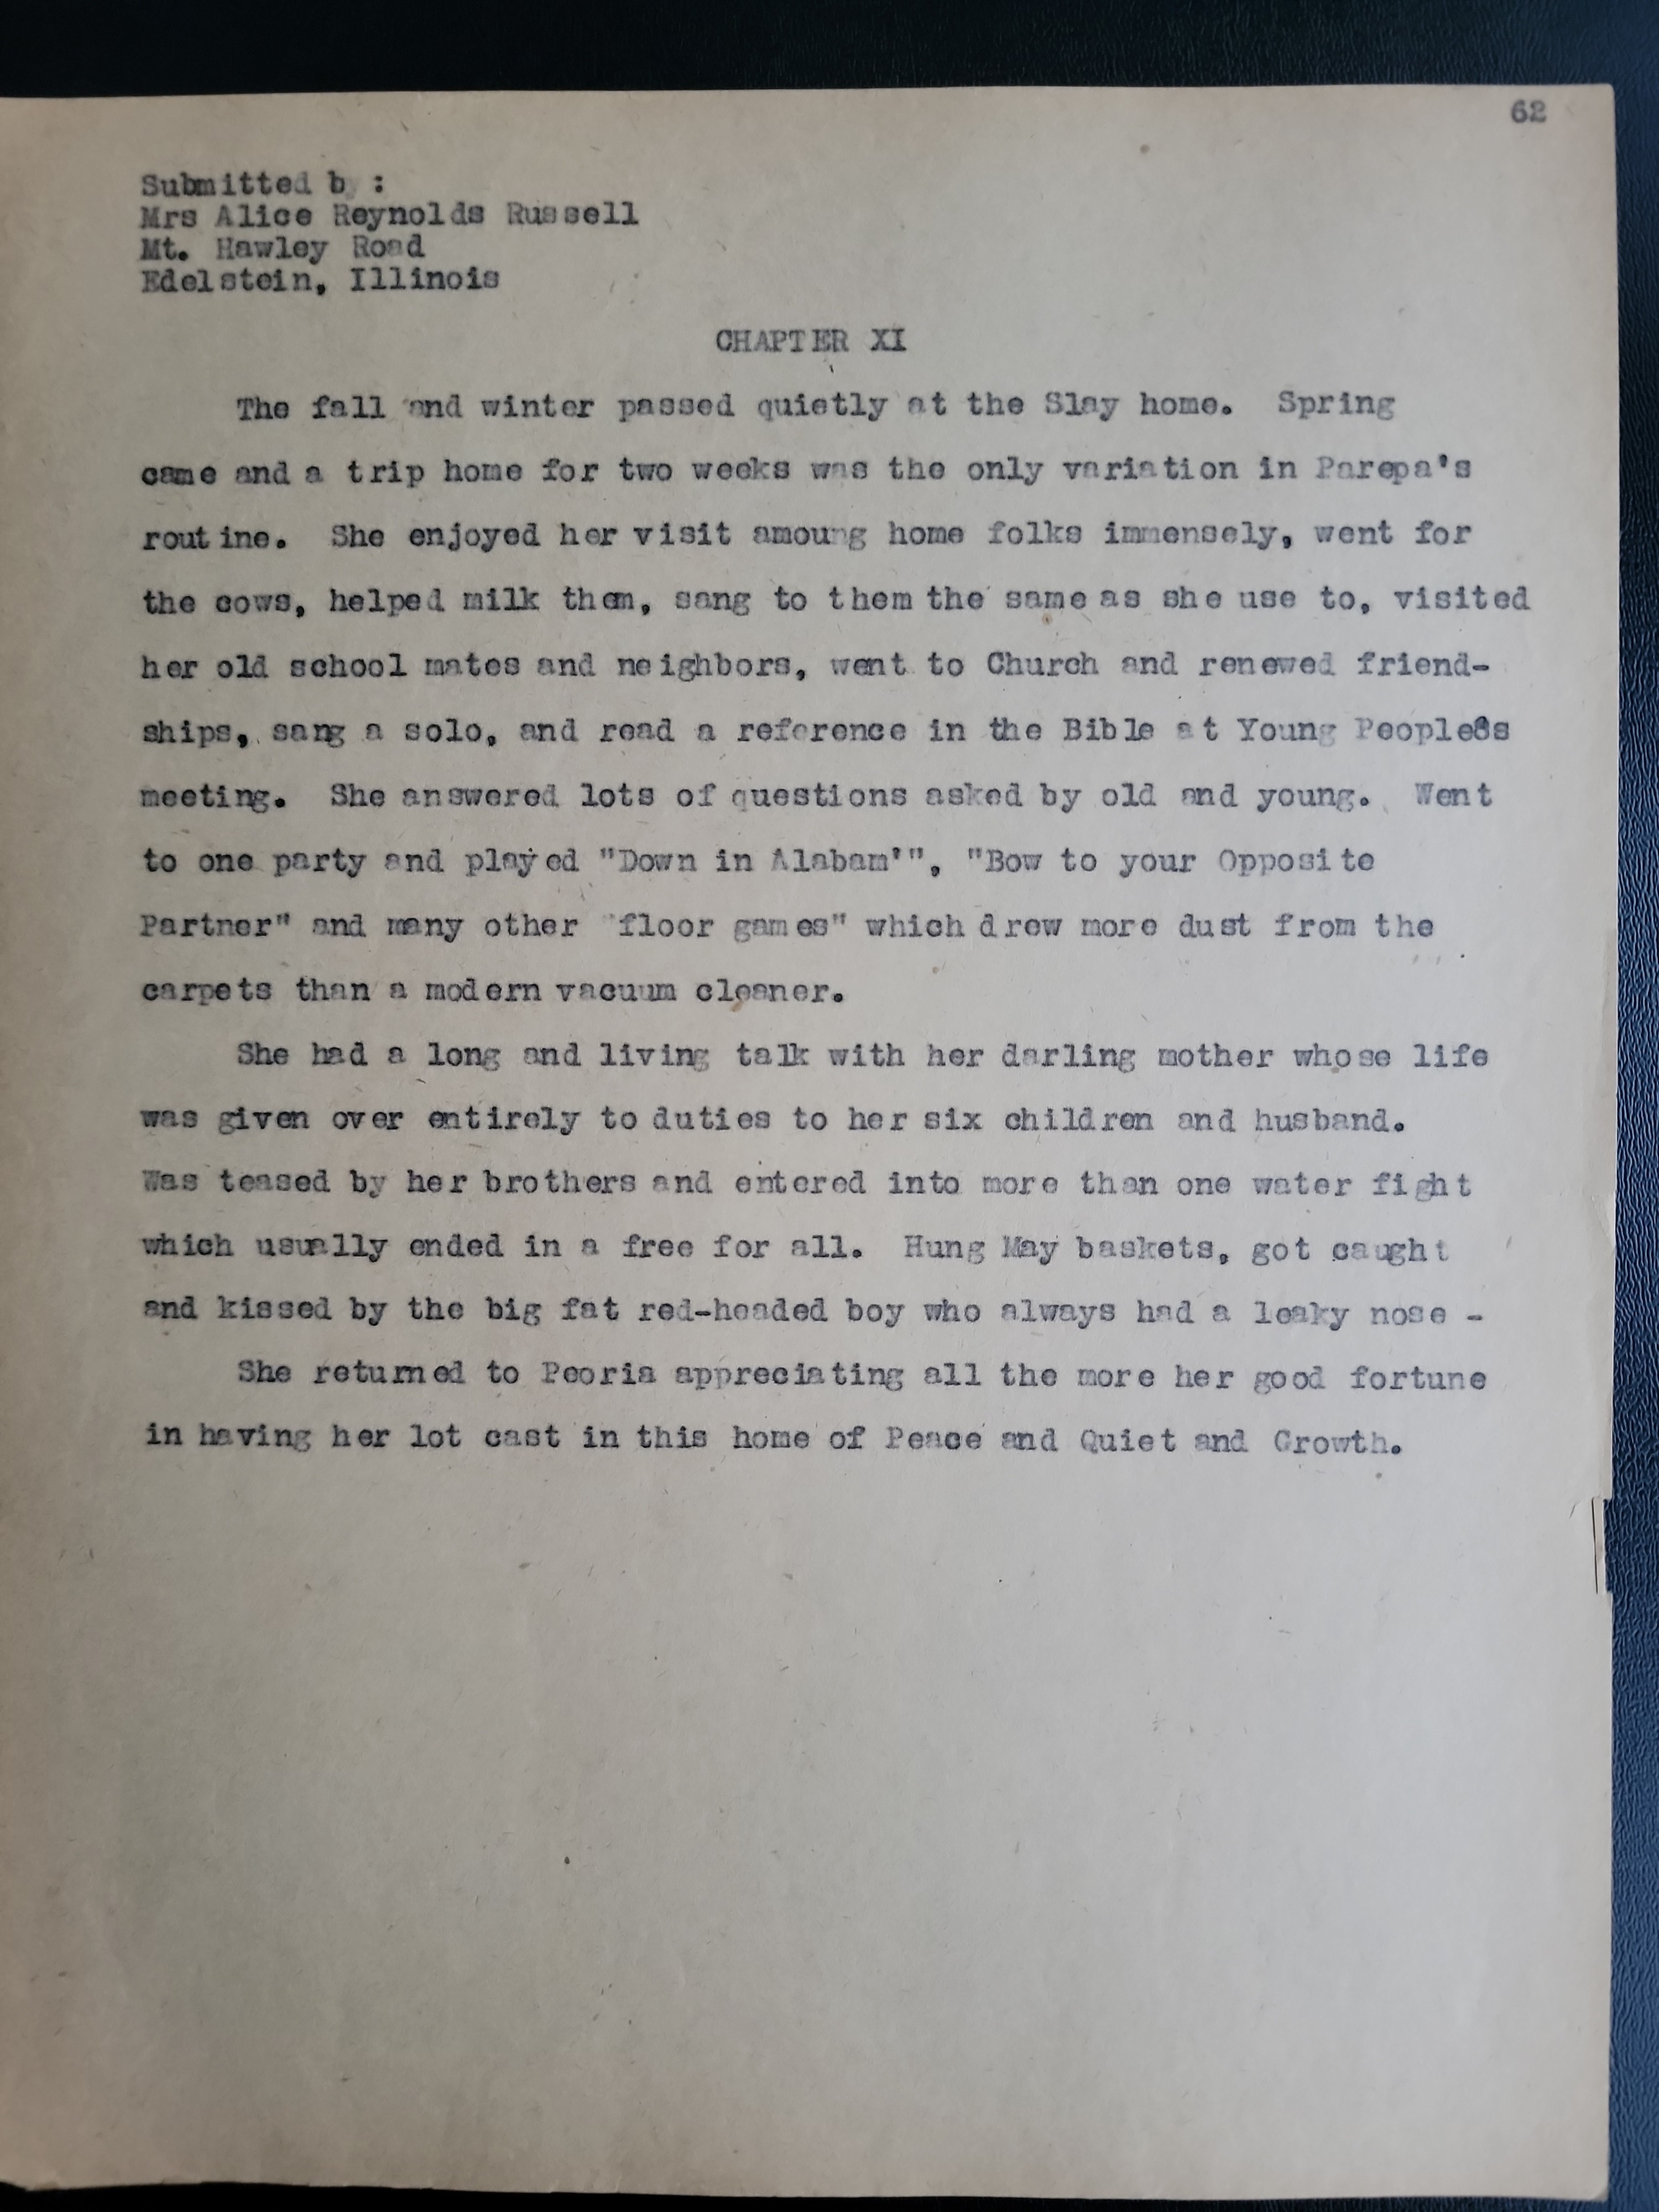 62
Submitted b :
Mrs Alice Reynolds Russell
Mt. Hawley Road
Edelstein, Illinois
CHAPTER XI
The fall and winter passed quietly at the Slay home. Spring
came and a trip home for two weeks was the only variation in Parepa's
routine. She enjoyed her visit amoung home folks immensely, went for
the cows, helped milk them, sang to them the same as she use to, visited
her old school mates and neighbors, went to Church and renewed friend-
ships, sang a solo, and read a reference in the Bible at Young People8s
meeting. She answered lots of questions asked by old and young. Went
to one party and played "Down in Alabam'", "Bow to your Opposite
Partner" and many other "floor games" which drew more dust from the
carpets than a modern vacuum cleaner.
She had a long and living talk with her darling mother whose life
was given over entirely to duties to her six children and husband.
Was teased by her brothers and entered into more than one water fight
which usually ended in a free for all. Hung May baskets, got caught
and kissed by the big fat red-headed boy who always had a leaky nose -
She returned to Peoria appreciating all the more her good fortune
in having her lot cast in this home of Peace and Quiet and Growth.